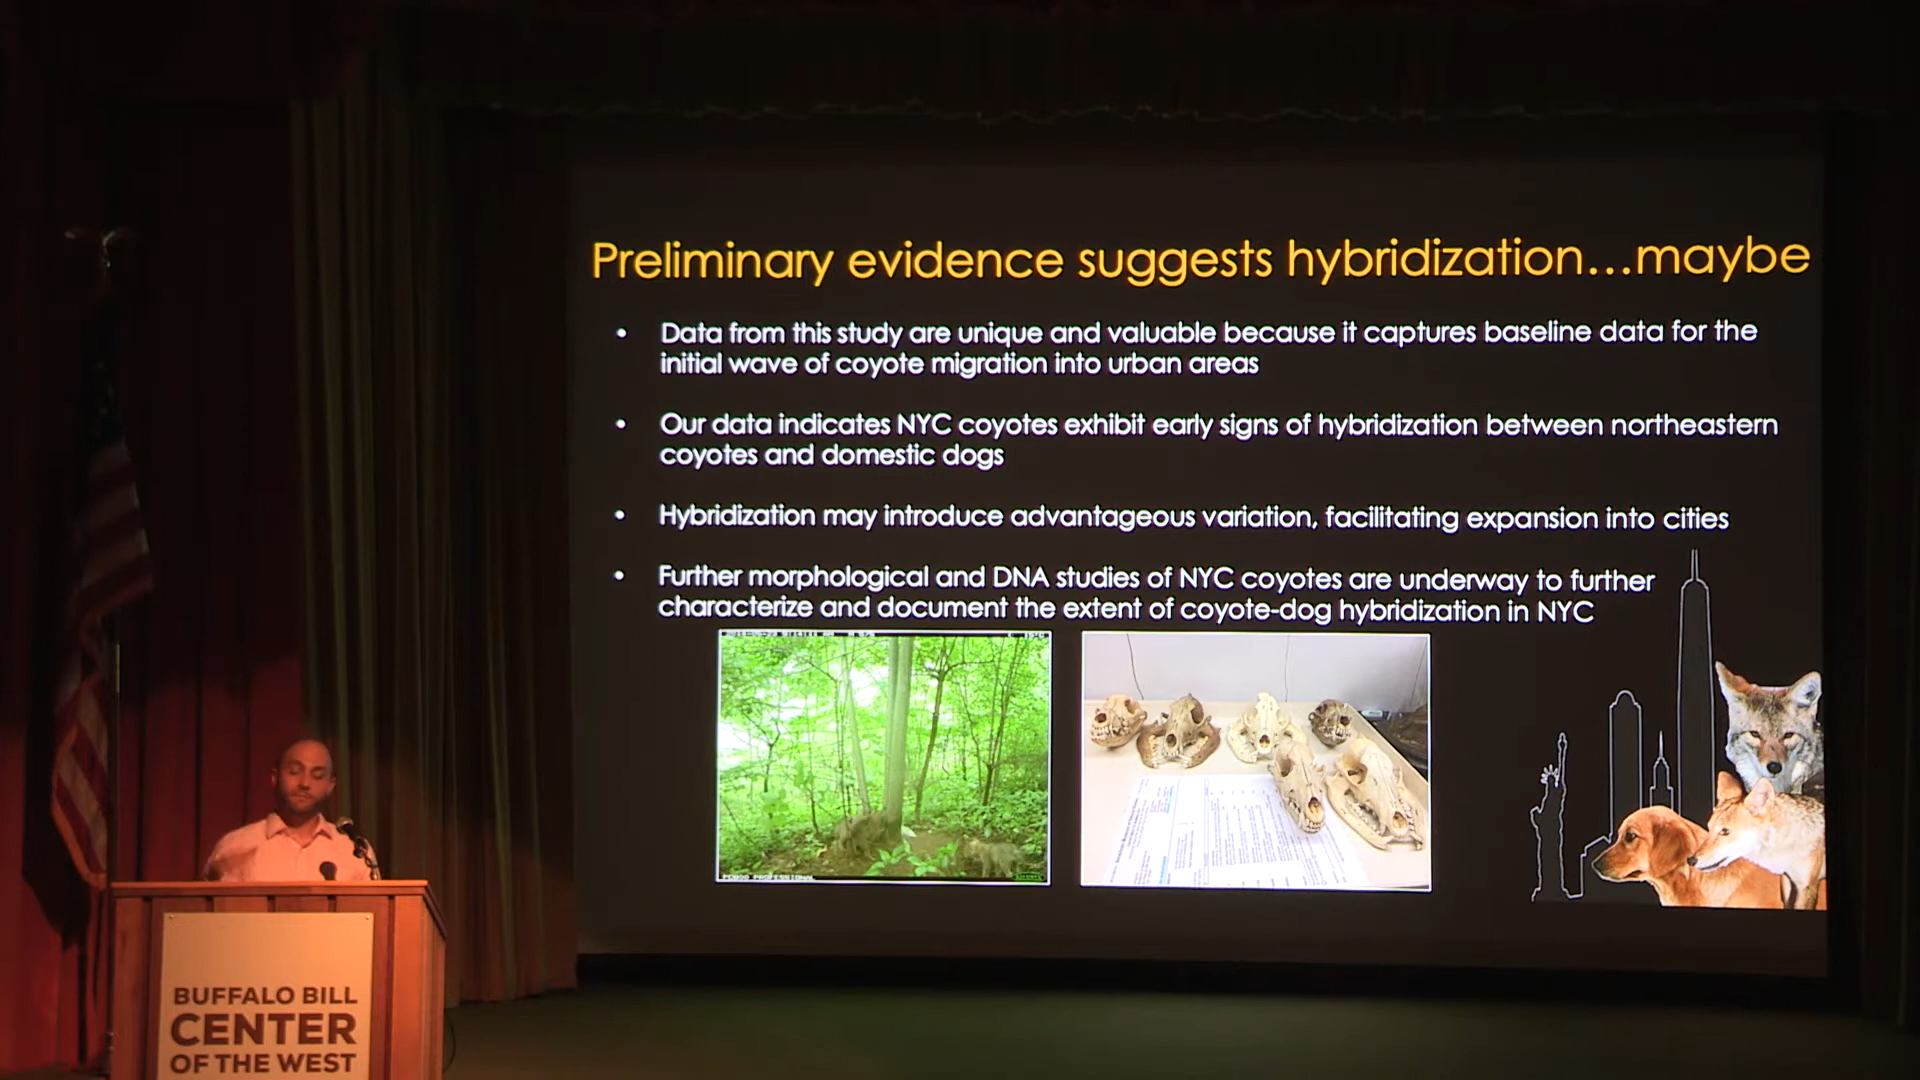 Preliminary evidence suggests hybridization...maybe
• Data from this study are unique and valuable because it captures baseline data for the
initial wave of coyote migration into urban areas
• Our data indicates NYC coyotes exhibit early signs of hybridization between northeastern
coyotes and domestic dogs
• Hybridization may introduce advantageous variation, facilitating expansion into cities
• Further morphological and DNA studies of NYC coyotes are underway to further
characterize and document the extent of coyote-dog hybridization in NYC
BUFFALO BILL
CENTER
OF THE WEST